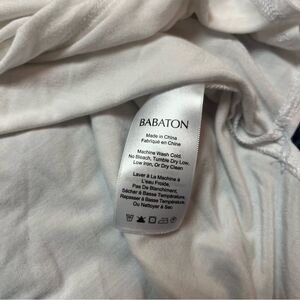 BABATON
Made in China
Fabriqué en Chine
Machine Wash Cold,
No Bleach, Tumble Dry Low,
Low Iron, Or Dry Clean
Laver à La Machine à
L'eau Froide,
Pas De Blanchiment,
Sécher à Basse Température,
Repasser à Basse Température
Ou Nettoyer à Sec